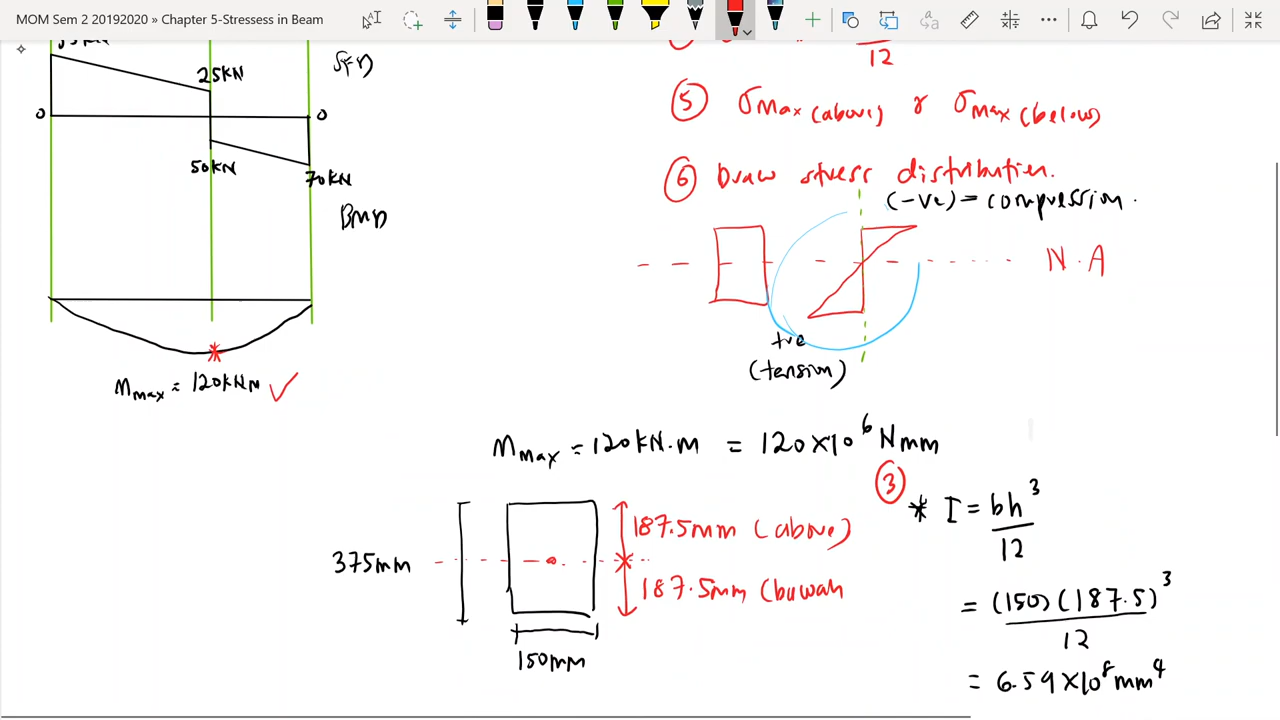 MOM Sem 2 20192020 » Chapter 5-Stressess in Beam
SFD
25kN
0
0
50kN
70kN
BMD
Mmax = 120kNm ✓
12
⑤ σmax (above) & σmax (below)
⑥ Draw stress distribution.
(-ve) = compression.
N.A
+ve
(tension)
Mmax = 120kN.m = 120×10⁶ Nmm
375mm
187.5mm (above)
187.5mm (bawah
150mm
③
* I = bh³
12
= (150)(187.5)³
12
= 6.59×10⁸mm⁴